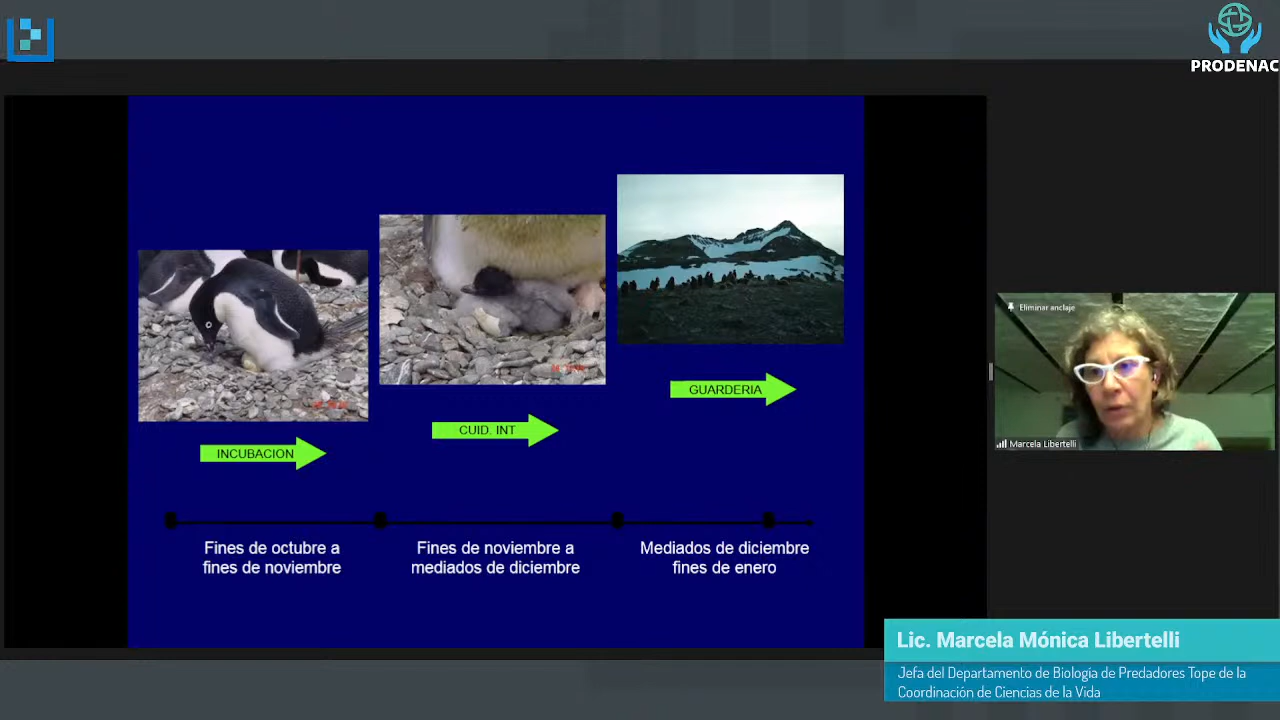 PRODENAC
Eliminar anclaje
GUARDERIA
CUID. INT
Marcela Libertelli
INCUBACION
Fines de octubre a
fines de noviembre
Fines de noviembre a
mediados de diciembre
Mediados de diciembre
fines de enero
Lic. Marcela Mónica Libertelli
Jefa del Departamento de Biología de Predadores Tope de la
Coordinación de Ciencias de la Vida